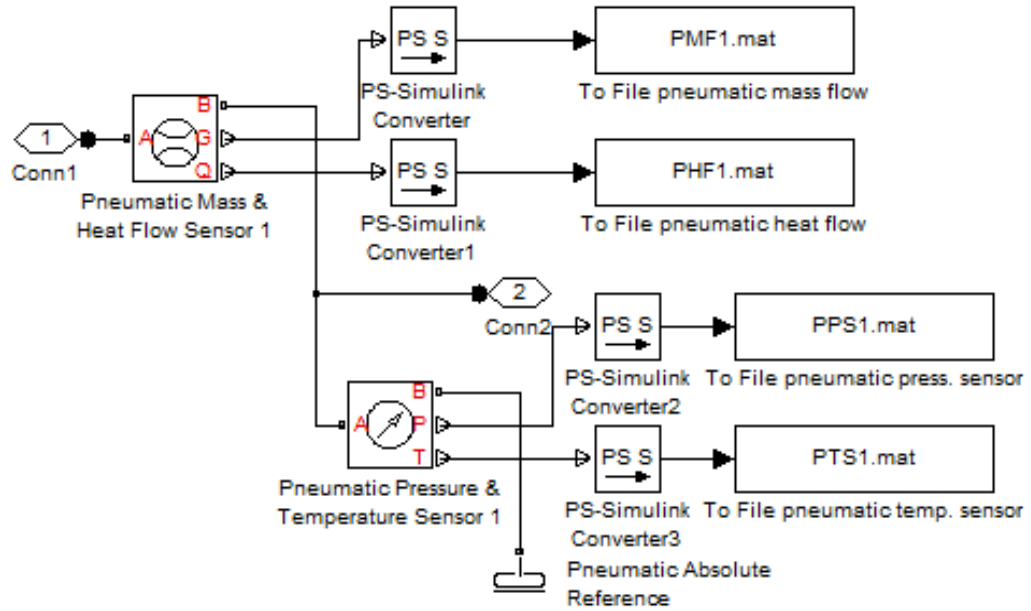 PS S
PMF1.mat
PS-Simulink
Converter
To File pneumatic mass flow
1
Conn1
A
B
G
Q
Pneumatic Mass &
Heat Flow Sensor 1
PS S
PHF1.mat
PS-Simulink
Converter1
To File pneumatic heat flow
2
Conn2
PS S
PPS1.mat
PS-Simulink
Converter2
To File pneumatic press. sensor
A
B
P
T
Pneumatic Pressure &
Temperature Sensor 1
PS S
PTS1.mat
PS-Simulink
Converter3
To File pneumatic temp. sensor
Pneumatic Absolute
Reference